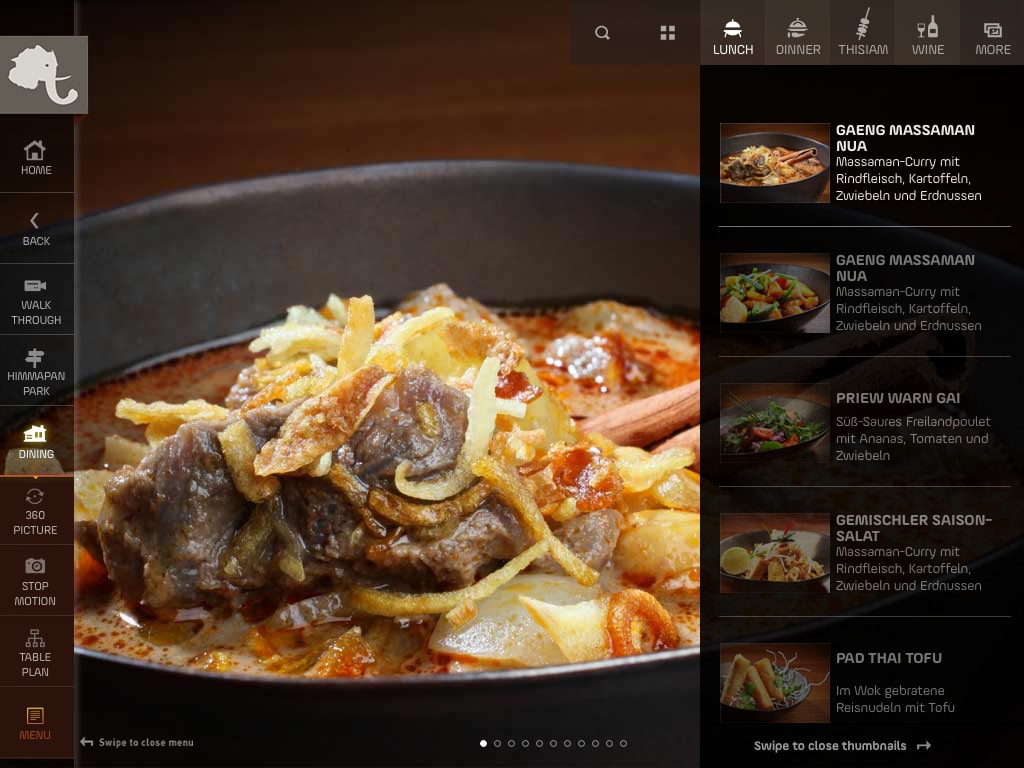 LUNCH
DINNER
THISIAM
WINE
MORE
HOME
BACK
WALK
THROUGH
HIMMAPAN
PARK
DINING
360
PICTURE
STOP
MOTION
TABLE
PLAN
MENU
GAENG MASSAMAN
NUA
Massaman-Curry mit
Rindfleisch, Kartoffeln,
Zwiebeln und Erdnussen
GAENG MASSAMAN
NUA
Massaman-Curry mit
Rindfleisch, Kartoffeln,
Zwiebeln und Erdnussen
PRIEW WARN GAI
Süß-Saures Freilandpoulet
mit Ananas, Tomaten und
Zwiebeln
GEMISCHLER SAISON-
SALAT
Massaman-Curry mit
Rindfleisch, Kartoffeln,
Zwiebeln und Erdnussen
PAD THAI TOFU
Im Wok gebratene
Reisnudeln mit Tofu
Swipe to close menu
Swipe to close thumbnails